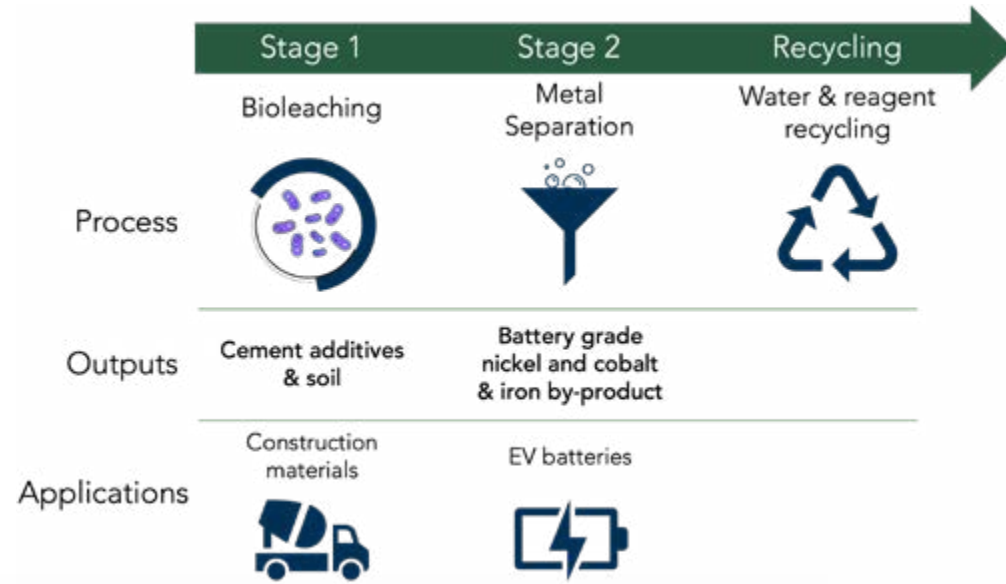 Stage 1
Stage 2
Recycling
Bioleaching
Metal
Separation
Water & reagent
recycling
Process
Outputs
Cement additives
& soil
Battery grade
nickel and cobalt
& iron by-product
Applications
Construction
materials
EV batteries